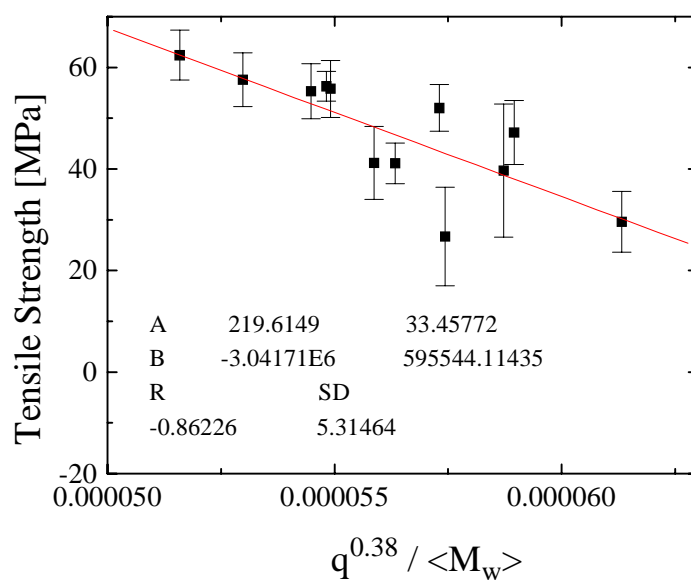 Tensile Strength [MPa]
60
40
20
0
-20
A 219.6149 33.45772
B -3.04171E6 595544.11435
R SD
-0.86226 5.31464
0.000050 0.000055 0.000060
q^0.38 / <M_w>